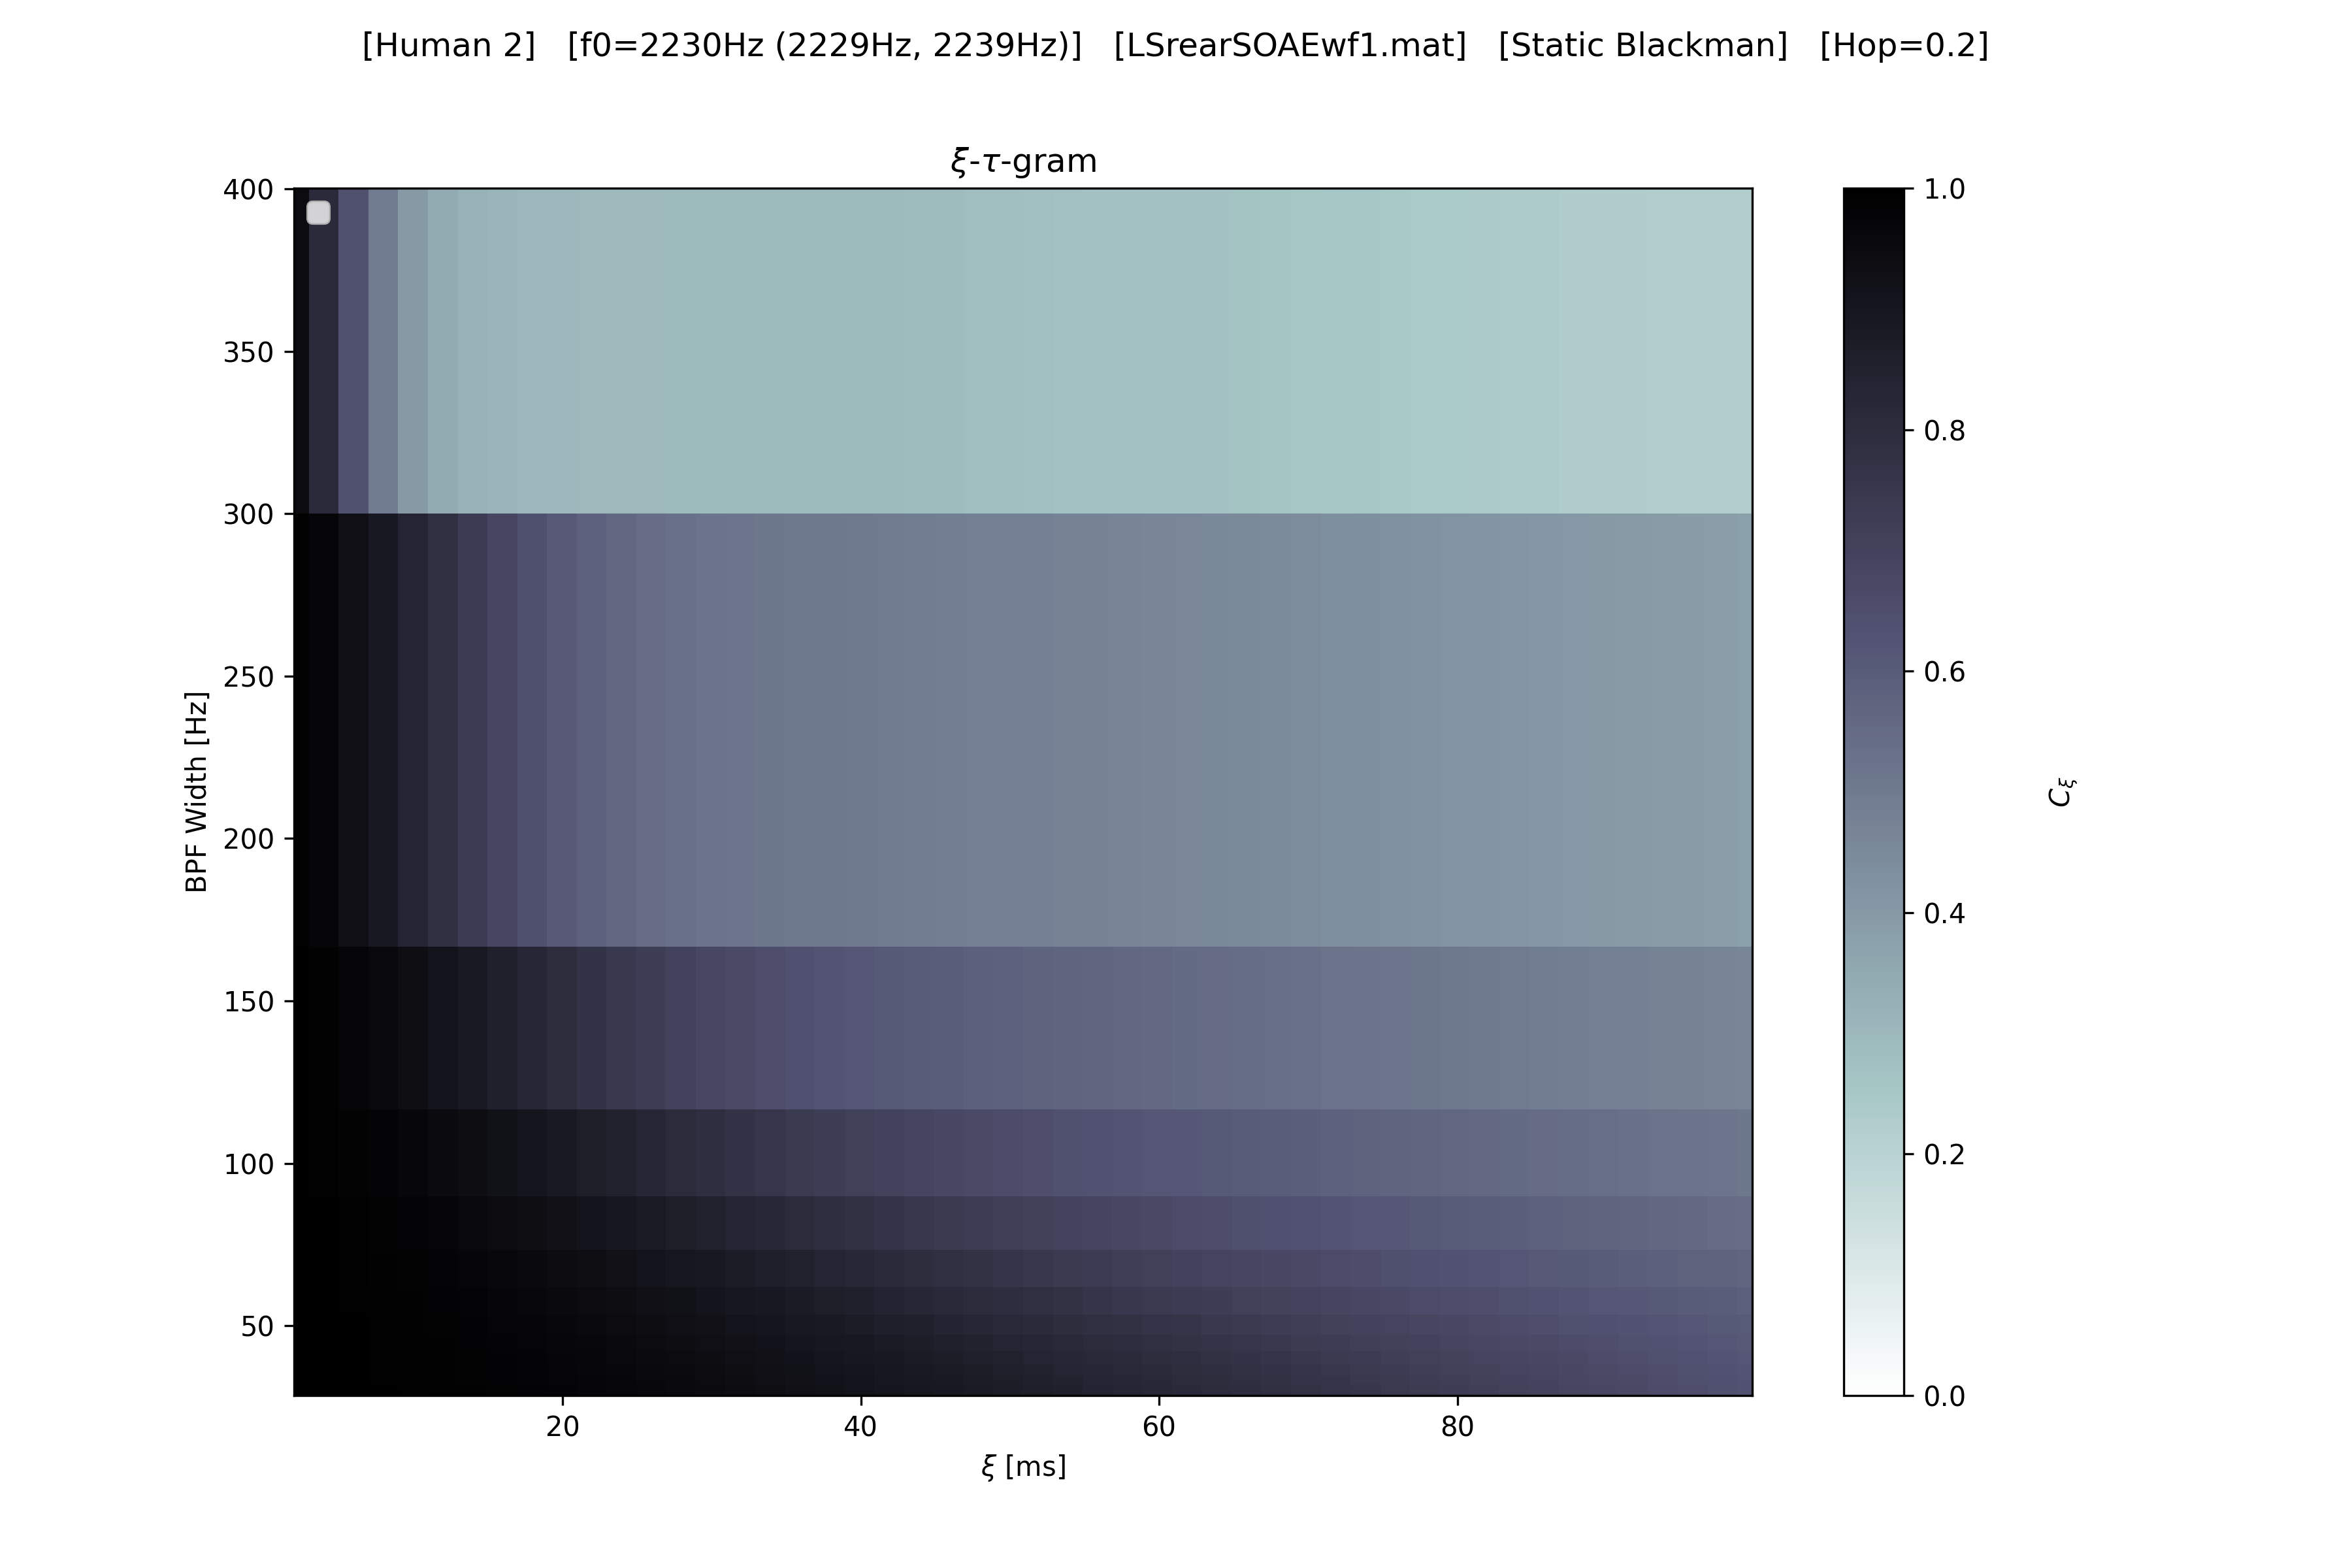 [Human 2]   [f0=2230Hz (2229Hz, 2239Hz)]   [LSrearSOAEwf1.mat]   [Static Blackman]   [Hop=0.2]
ξ-τ-gram
400
350
300
250
200
150
100
50
BPF Width [Hz]
20 40 60 80
ξ [ms]
1.0
0.8
0.6
0.4
0.2
0.0
Cξ